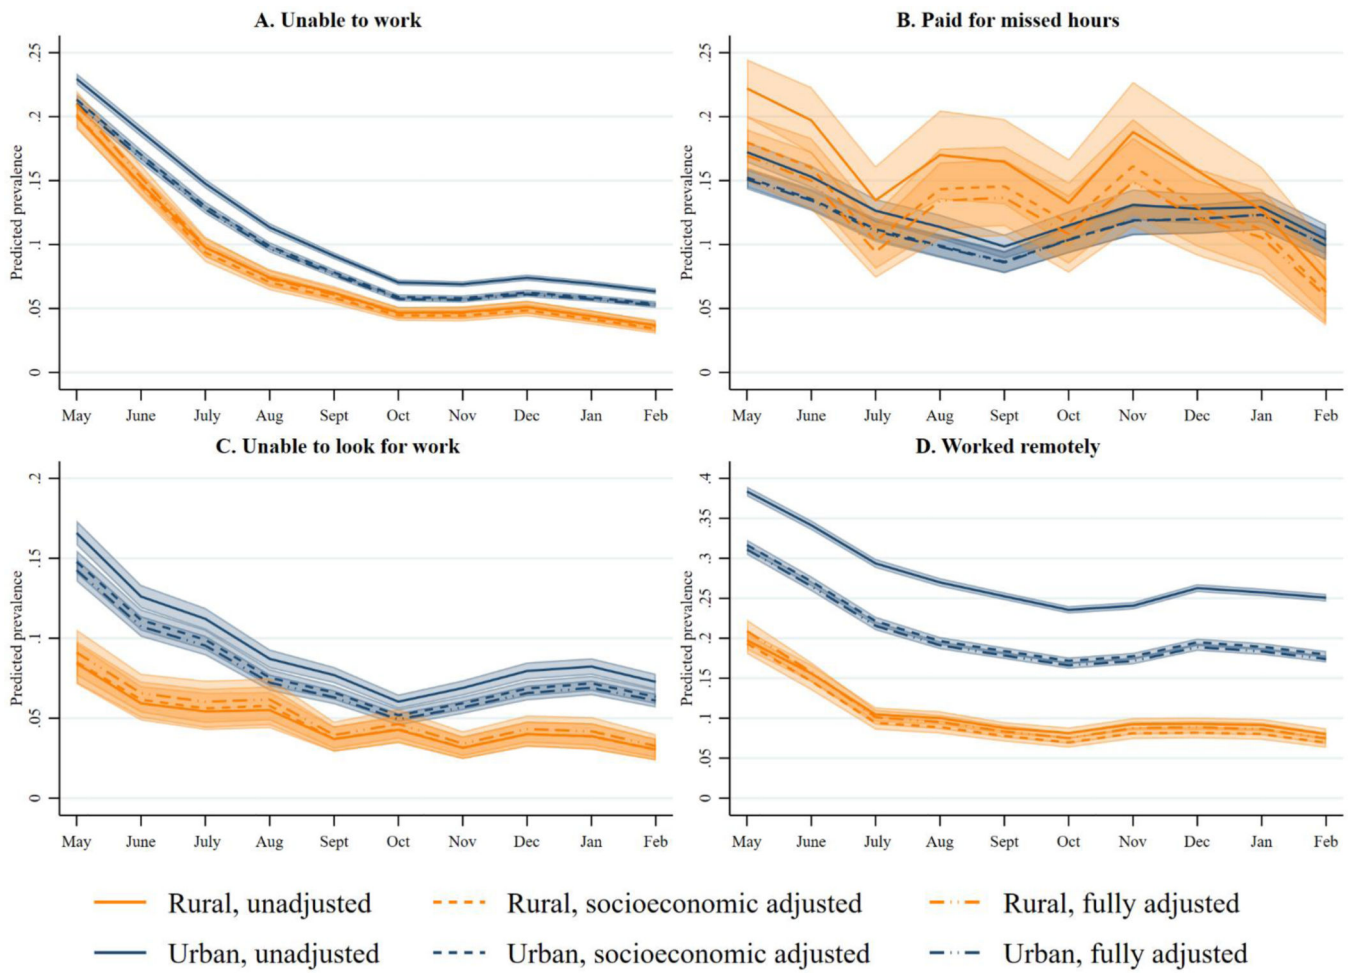 A. Unable to work
Predicted prevalence
.25
.2
.15
.1
.05
0
May June July Aug Sept Oct Nov Dec Jan Feb
B. Paid for missed hours
Predicted prevalence
.25
.2
.15
.1
.05
0
May June July Aug Sept Oct Nov Dec Jan Feb
C. Unable to look for work
Predicted prevalence
.2
.15
.1
.05
0
May June July Aug Sept Oct Nov Dec Jan Feb
D. Worked remotely
Predicted prevalence
.4
.35
.3
.25
.2
.15
.1
.05
0
May June July Aug Sept Oct Nov Dec Jan Feb
Rural, unadjusted Rural, socioeconomic adjusted Rural, fully adjusted
Urban, unadjusted Urban, socioeconomic adjusted Urban, fully adjusted